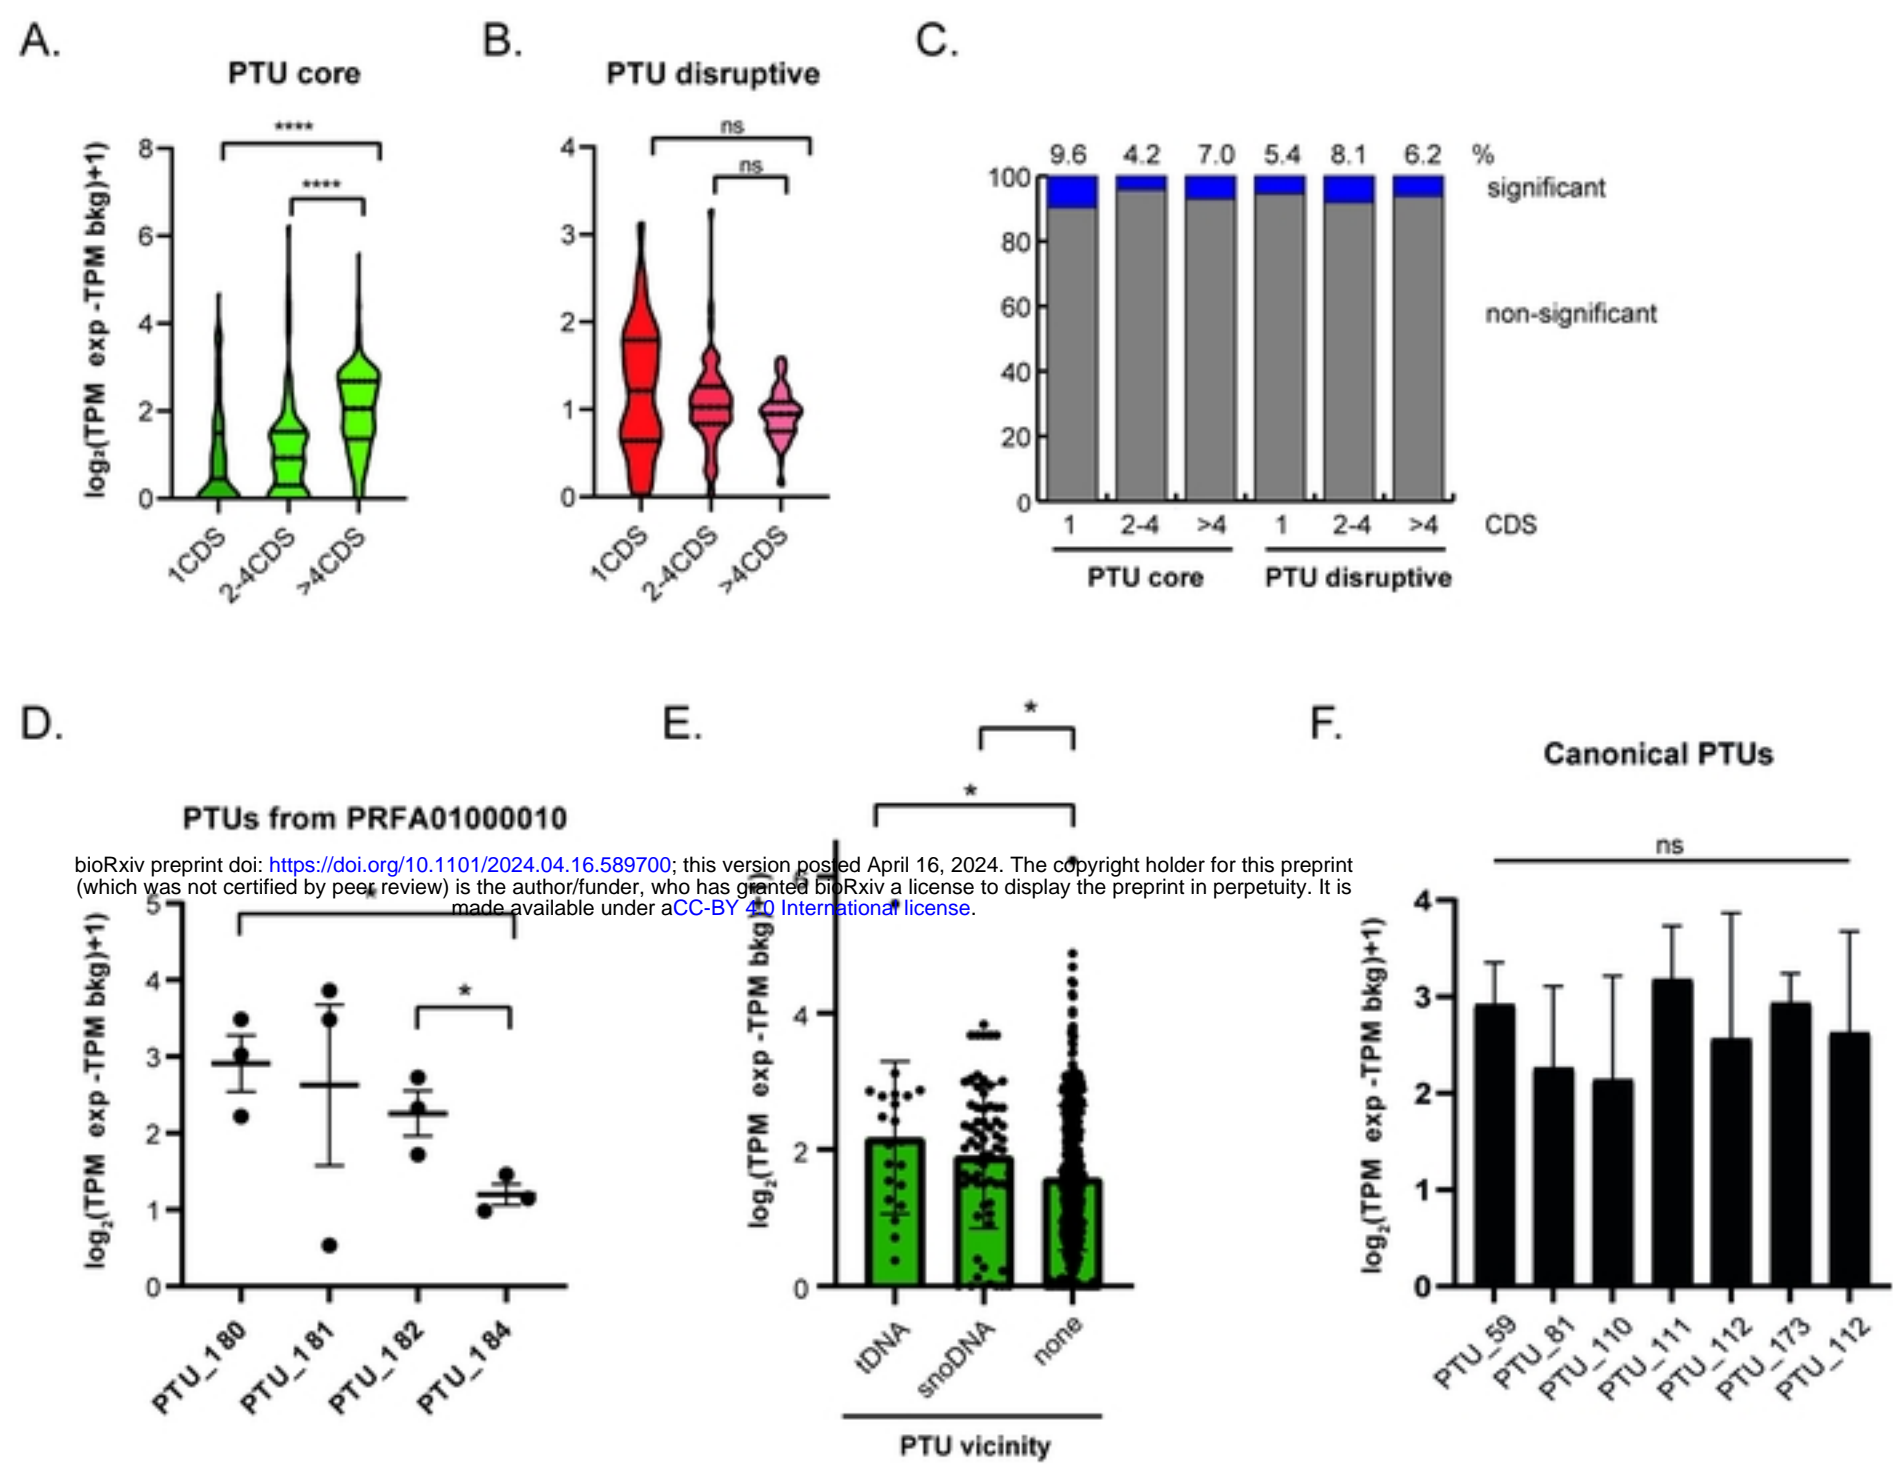 A.
PTU core
****
****
log₂(TPM exp -TPM bkg)+1)
8
6
4
2
0
1CDS
2-4CDS
>4CDS
B.
PTU disruptive
ns
ns
4
3
2
1
0
1CDS
2-4CDS
>4CDS
C.
9.6 4.2 7.0 5.4 8.1 6.2 %
significant
non-significant
100
80
60
40
20
0
1 2-4 >4 1 2-4 >4 CDS
PTU core PTU disruptive
D.
PTUs from PRFA01000010
bioRxiv preprint doi: https://doi.org/10.1101/2024.04.16.589700; this version posted April 16, 2024. The copyright holder for this preprint
(which was not certified by peer review) is the author/funder, who has granted bioRxiv a license to display the preprint in perpetuity. It is
made available under aCC-BY 4.0 International license.
*
*
log₂(TPM exp -TPM bkg)+1)
5
4
3
2
1
0
PTU_180
PTU_181
PTU_182
PTU_184
E.
*
*
log₂(TPM exp -TPM bkg)+1)
6
4
2
0
tDNA
snoDNA
none
PTU vicinity
F.
Canonical PTUs
ns
log₂(TPM exp -TPM bkg)+1)
4
3
2
1
0
PTU_59
PTU_81
PTU_110
PTU_111
PTU_112
PTU_173
PTU_112